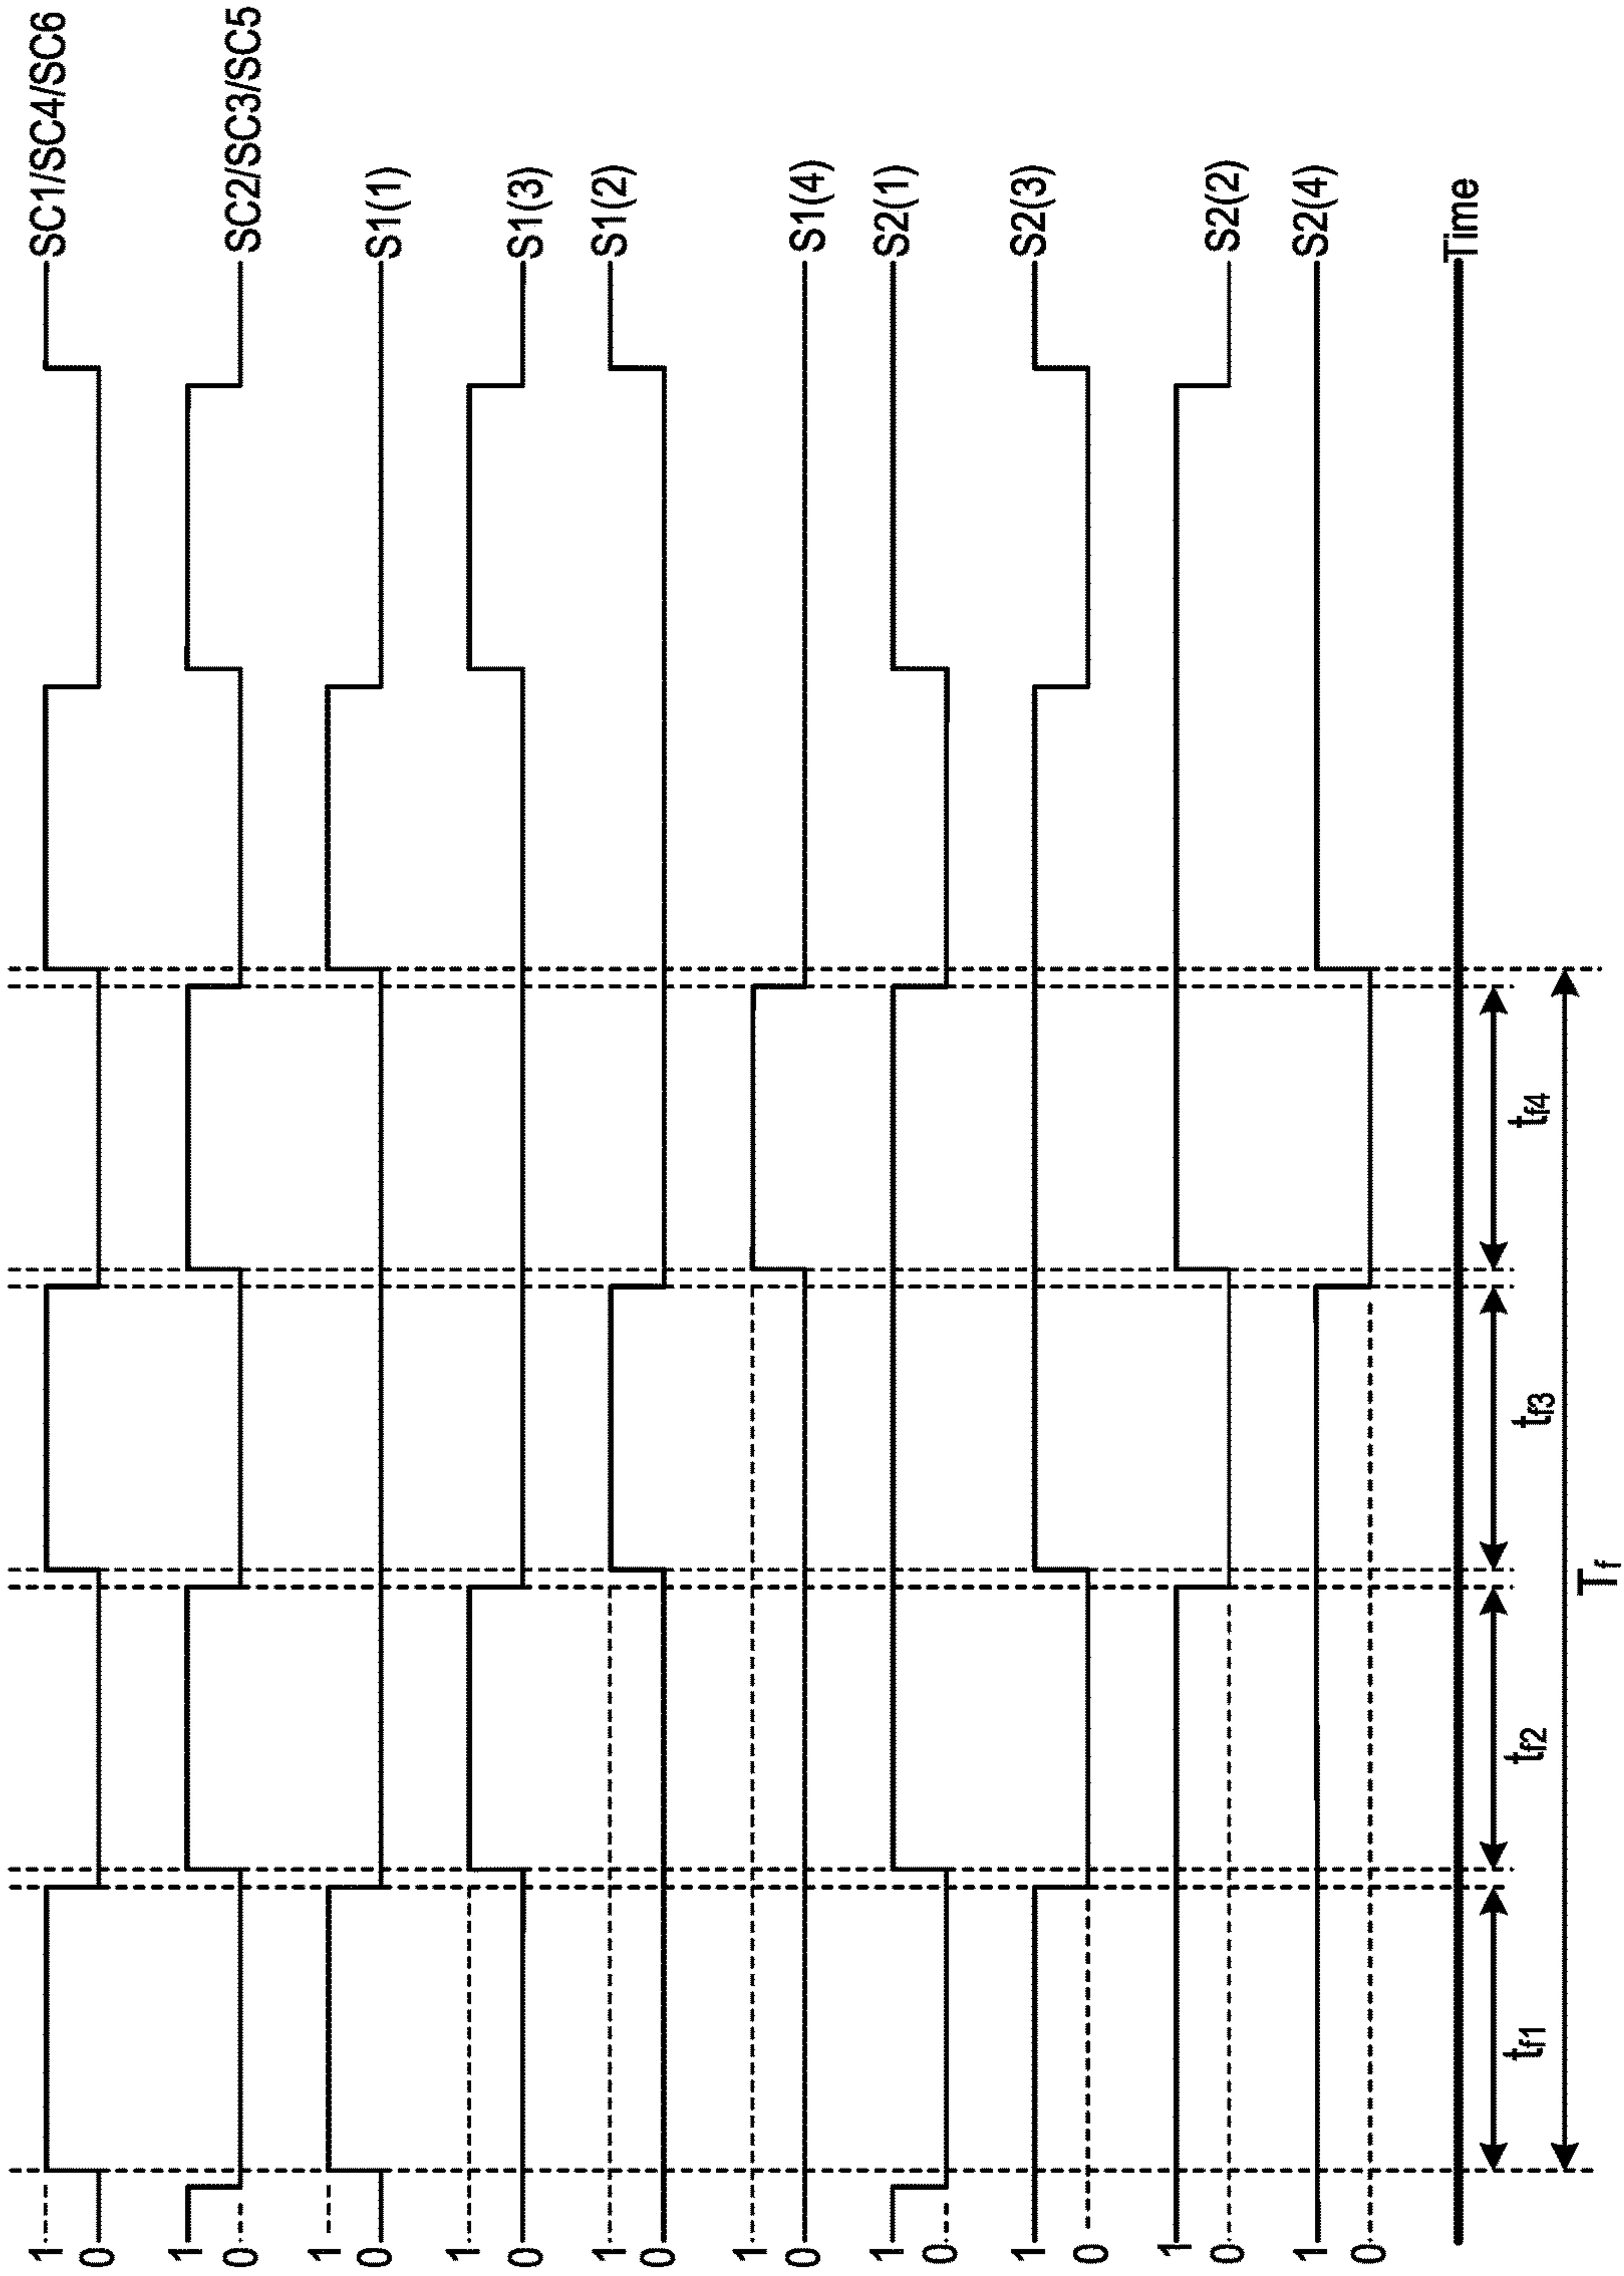 1
0
SC1/SC4/SC6
1
0
SC2/SC3/SC5
1
0
S1(1)
1
0
S1(3)
1
0
S1(2)
1
0
S1(4)
1
0
S2(1)
1
0
S2(3)
1
0
S2(2)
1
0
S2(4)
Time
tf1
tf2
tf3
tf4
Tf